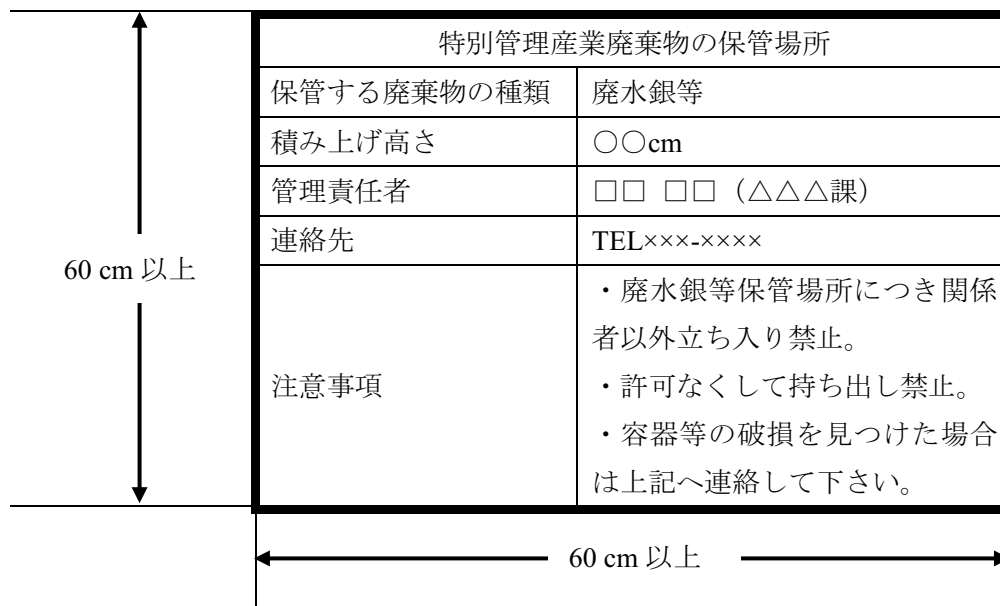 特別管理産業廃棄物の保管場所
保管する廃棄物の種類 廃水銀等
積み上げ高さ 〇〇cm
管理責任者 □□ □□（△△△課）
連絡先 TEL×××-××××
注意事項
・廃水銀等保管場所につき関係
者以外立ち入り禁止。
・許可なくして持ち出し禁止。
・容器等の破損を見つけた場合
は上記へ連絡して下さい。
60 cm 以上
60 cm 以上